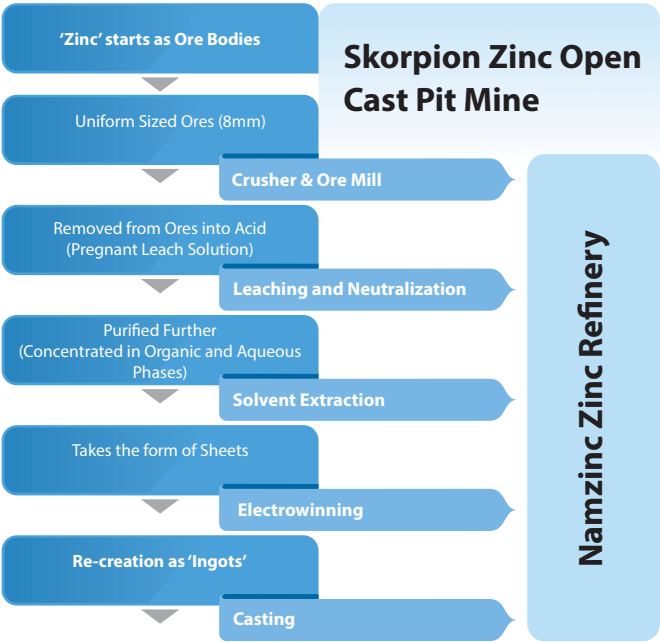 ‘Zinc’ starts as Ore Bodies
Skorpion Zinc Open
Cast Pit Mine
Uniform Sized Ores (8mm)
Crusher & Ore Mill
Removed from Ores into Acid
(Pregnant Leach Solution)
Leaching and Neutralization
Purified Further
(Concentrated in Organic and Aqueous
Phases)
Solvent Extraction
Takes the form of Sheets
Electrowinning
Re-creation as ‘Ingots’
Casting
Namzinc Zinc Refinery